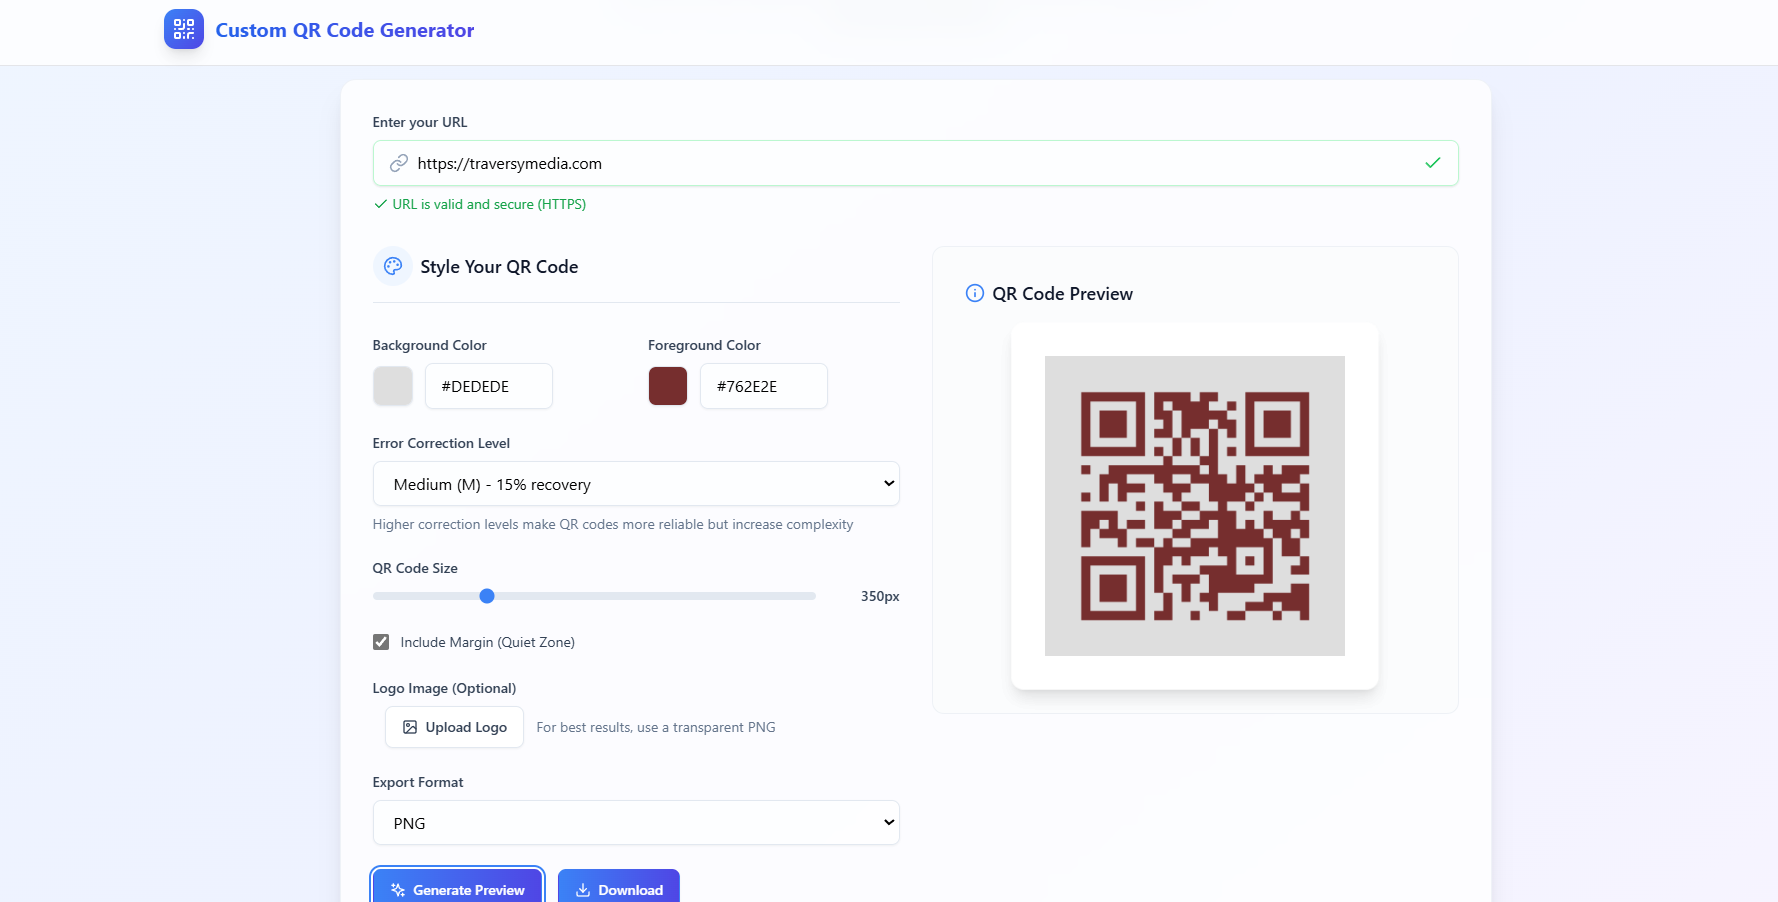 Custom QR Code Generator
Enter your URL
https://traversymedia.com
URL is valid and secure (HTTPS)
Style Your QR Code
Background Color
#DEDEDE
Foreground Color
#762E2E
Error Correction Level
Medium (M) - 15% recovery
Higher correction levels make QR codes more reliable but increase complexity
QR Code Size
350px
Include Margin (Quiet Zone)
Logo Image (Optional)
Upload Logo
For best results, use a transparent PNG
Export Format
PNG
Generate Preview
Download
QR Code Preview